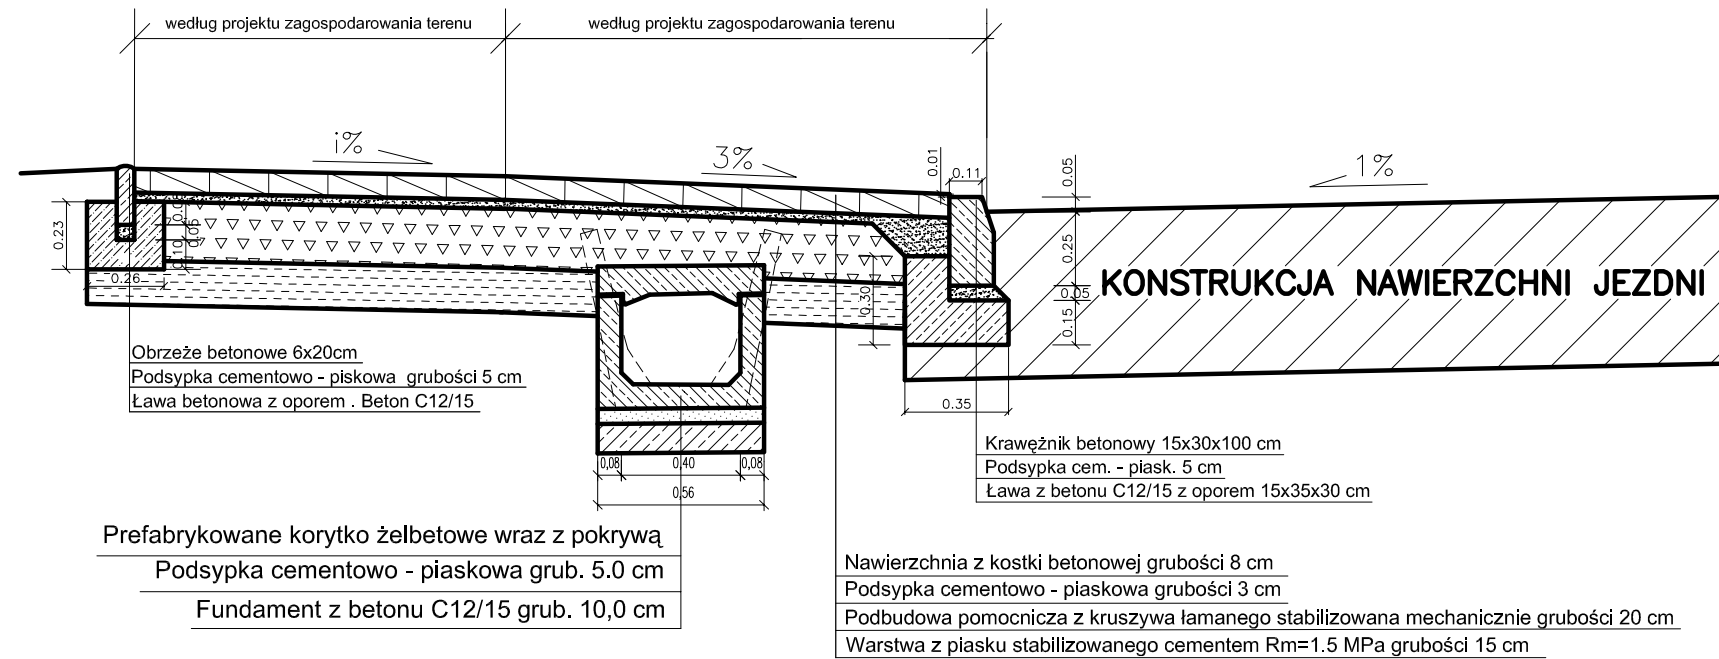 według projektu zagospodarowania terenu
według projektu zagospodarowania terenu
i%
3%
1%
0.01
0.11
0.05
0.23
0.05
0.10
0.26
0.30
0.25
0.05
0.15
KONSTRUKCJA NAWIERZCHNI JEZDNI
Obrzeże betonowe 6x20cm
Podsypka cementowo - piskowa grubości 5 cm
Ława betonowa z oporem . Beton C12/15
0.35
0,08
0.40
0,08
0,56
Krawężnik betonowy 15x30x100 cm
Podsypka cem. - piask. 5 cm
Ława z betonu C12/15 z oporem 15x35x30 cm
Prefabrykowane korytko żelbetowe wraz z pokrywą
Podsypka cementowo - piaskowa grub. 5.0 cm
Fundament z betonu C12/15 grub. 10,0 cm
Nawierzchnia z kostki betonowej grubości 8 cm
Podsypka cementowo - piaskowa grubości 3 cm
Podbudowa pomocnicza z kruszywa łamanego stabilizowana mechanicznie grubości 20 cm
Warstwa z piasku stabilizowanego cementem Rm=1.5 MPa grubości 15 cm